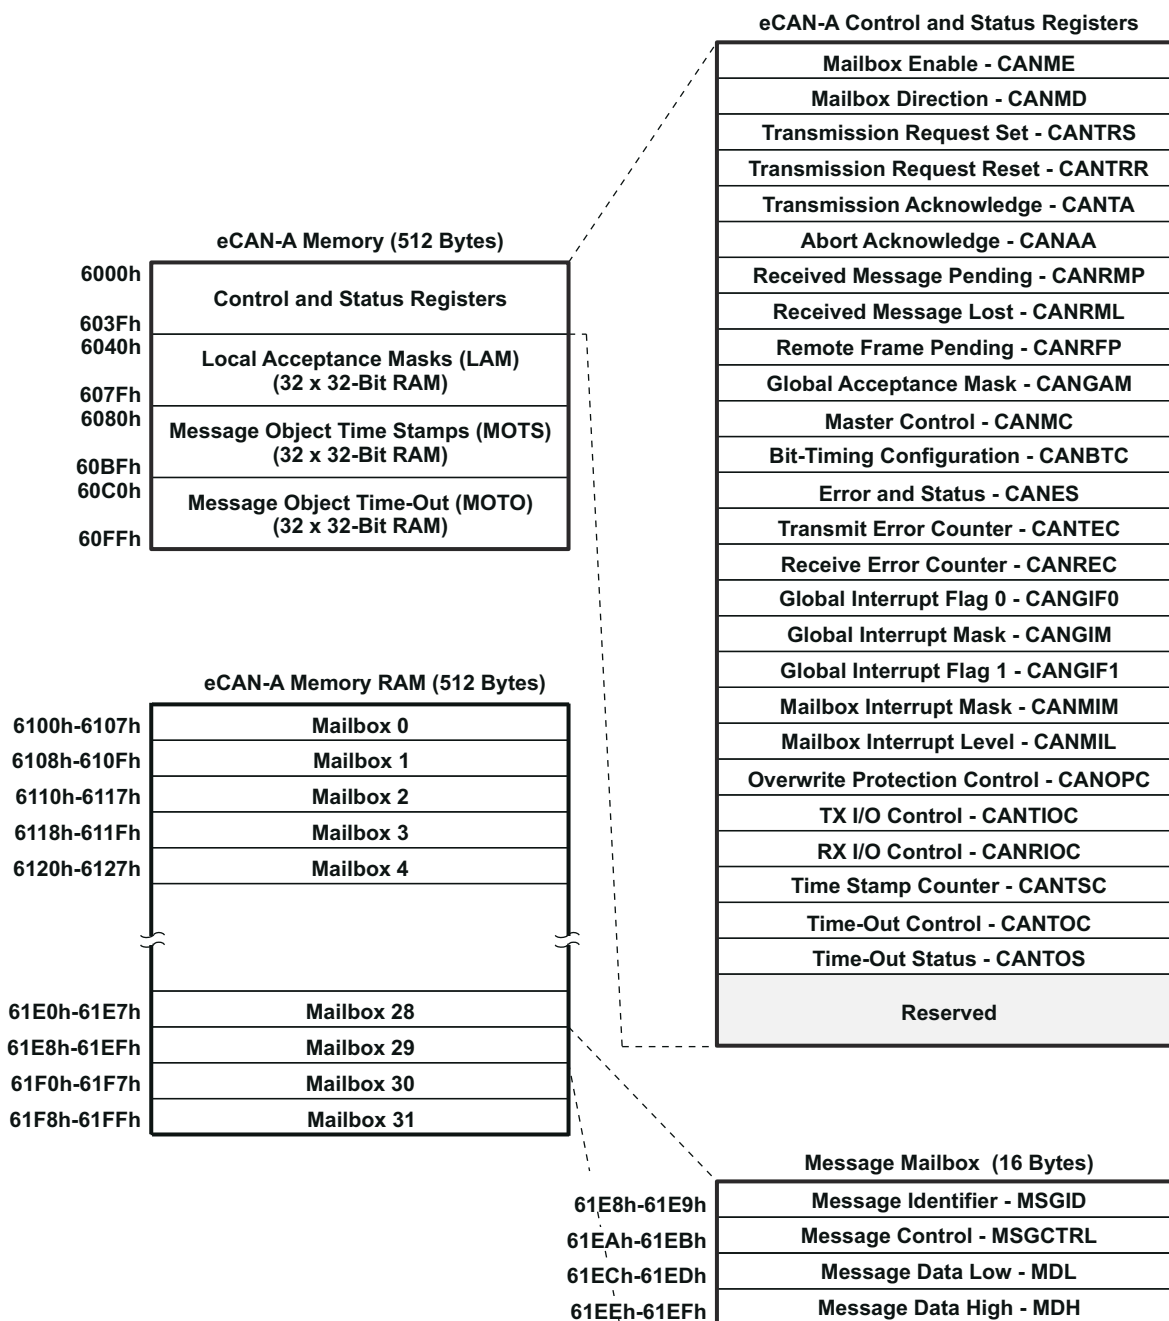 eCAN-A Control and Status Registers
Mailbox Enable - CANME
Mailbox Direction - CANMD
Transmission Request Set - CANTRS
Transmission Request Reset - CANTRR
Transmission Acknowledge - CANTA
Abort Acknowledge - CANAA
Received Message Pending - CANRMP
Received Message Lost - CANRML
Remote Frame Pending - CANRFP
Global Acceptance Mask - CANGAM
Master Control - CANMC
Bit-Timing Configuration - CANBTC
Error and Status - CANES
Transmit Error Counter - CANTEC
Receive Error Counter - CANREC
Global Interrupt Flag 0 - CANGIF0
Global Interrupt Mask - CANGIM
Global Interrupt Flag 1 - CANGIF1
Mailbox Interrupt Mask - CANMIM
Mailbox Interrupt Level - CANMIL
Overwrite Protection Control - CANOPC
TX I/O Control - CANTIOC
RX I/O Control - CANRIOC
Time Stamp Counter - CANTSC
Time-Out Control - CANTOC
Time-Out Status - CANTOS
Reserved
eCAN-A Memory (512 Bytes)
6000h
Control and Status Registers
603Fh
6040h
Local Acceptance Masks (LAM)
(32 x 32-Bit RAM)
607Fh
6080h
Message Object Time Stamps (MOTS)
(32 x 32-Bit RAM)
60BFh
60C0h
Message Object Time-Out (MOTO)
(32 x 32-Bit RAM)
60FFh
eCAN-A Memory RAM (512 Bytes)
6100h-6107h Mailbox 0
6108h-610Fh Mailbox 1
6110h-6117h Mailbox 2
6118h-611Fh Mailbox 3
6120h-6127h Mailbox 4
61E0h-61E7h Mailbox 28
61E8h-61EFh Mailbox 29
61F0h-61F7h Mailbox 30
61F8h-61FFh Mailbox 31
Message Mailbox (16 Bytes)
61E8h-61E9h Message Identifier - MSGID
61EAh-61EBh Message Control - MSGCTRL
61ECh-61EDh Message Data Low - MDL
61EEh-61EFh Message Data High - MDH